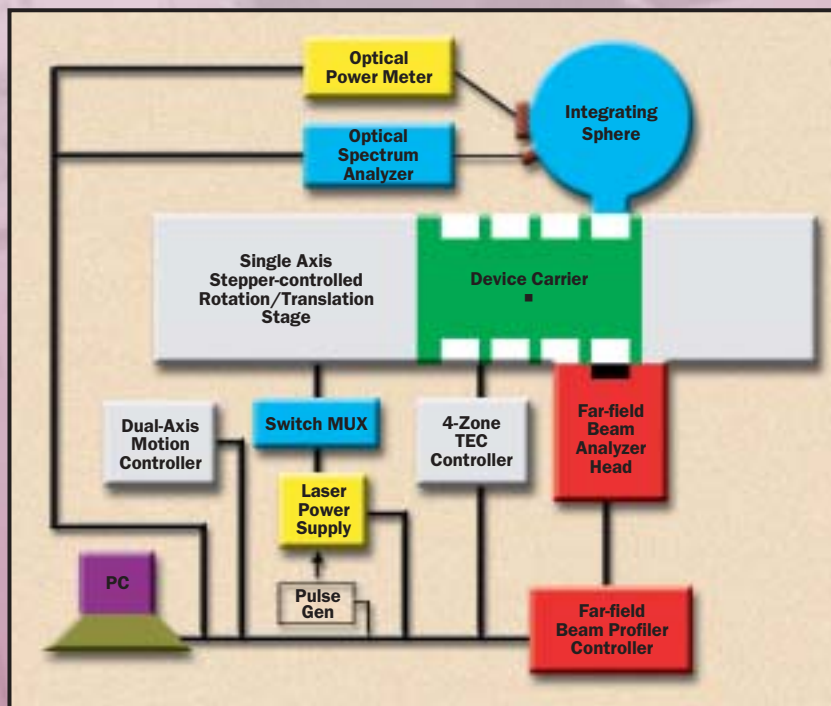 Optical
Power Meter
Integrating
Sphere
Optical
Spectrum
Analyzer
Single Axis
Stepper-controlled
Rotation/Translation
Stage
Device Carrier
Dual-Axis
Motion
Controller
Switch MUX
4-Zone
TEC
Controller
Far-field
Beam
Analyzer
Head
Laser
Power
Supply
PC
Pulse
Gen
Far-field
Beam Profiler
Controller